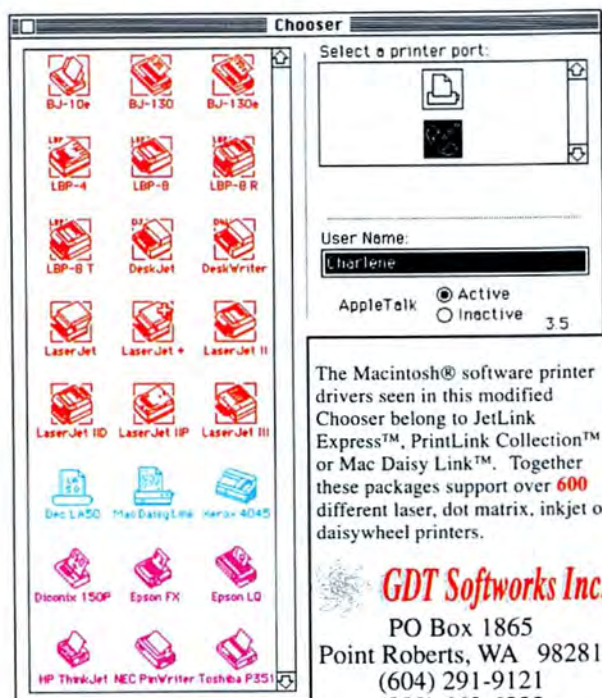 Chooser
BJ-10e BJ-130 BJ-130e
LBP-4 LBP-8 LBP-8 R
LBP-8 T DeskJet DeskWriter
LaserJet LaserJet + LaserJet II
LaserJet IID LaserJet IIP LaserJet III
Dec LA50 Mac Daisy Link Xerox 4045
Diconix 150P Epson FX Epson LQ
HP ThinkJet NEC PinWriter Toshiba P351
Select a printer port:
User Name:
Charlene
AppleTalk
Active
Inactive
3.5
The Macintosh® software printer
drivers seen in this modified
Chooser belong to JetLink
Express™, PrintLink Collection™
or Mac Daisy Link™. Together
these packages support over 600
different laser, dot matrix, inkjet o
daisywheel printers.
GDT Softworks Inc.
PO Box 1865
Point Roberts, WA 98281
(604) 291-9121